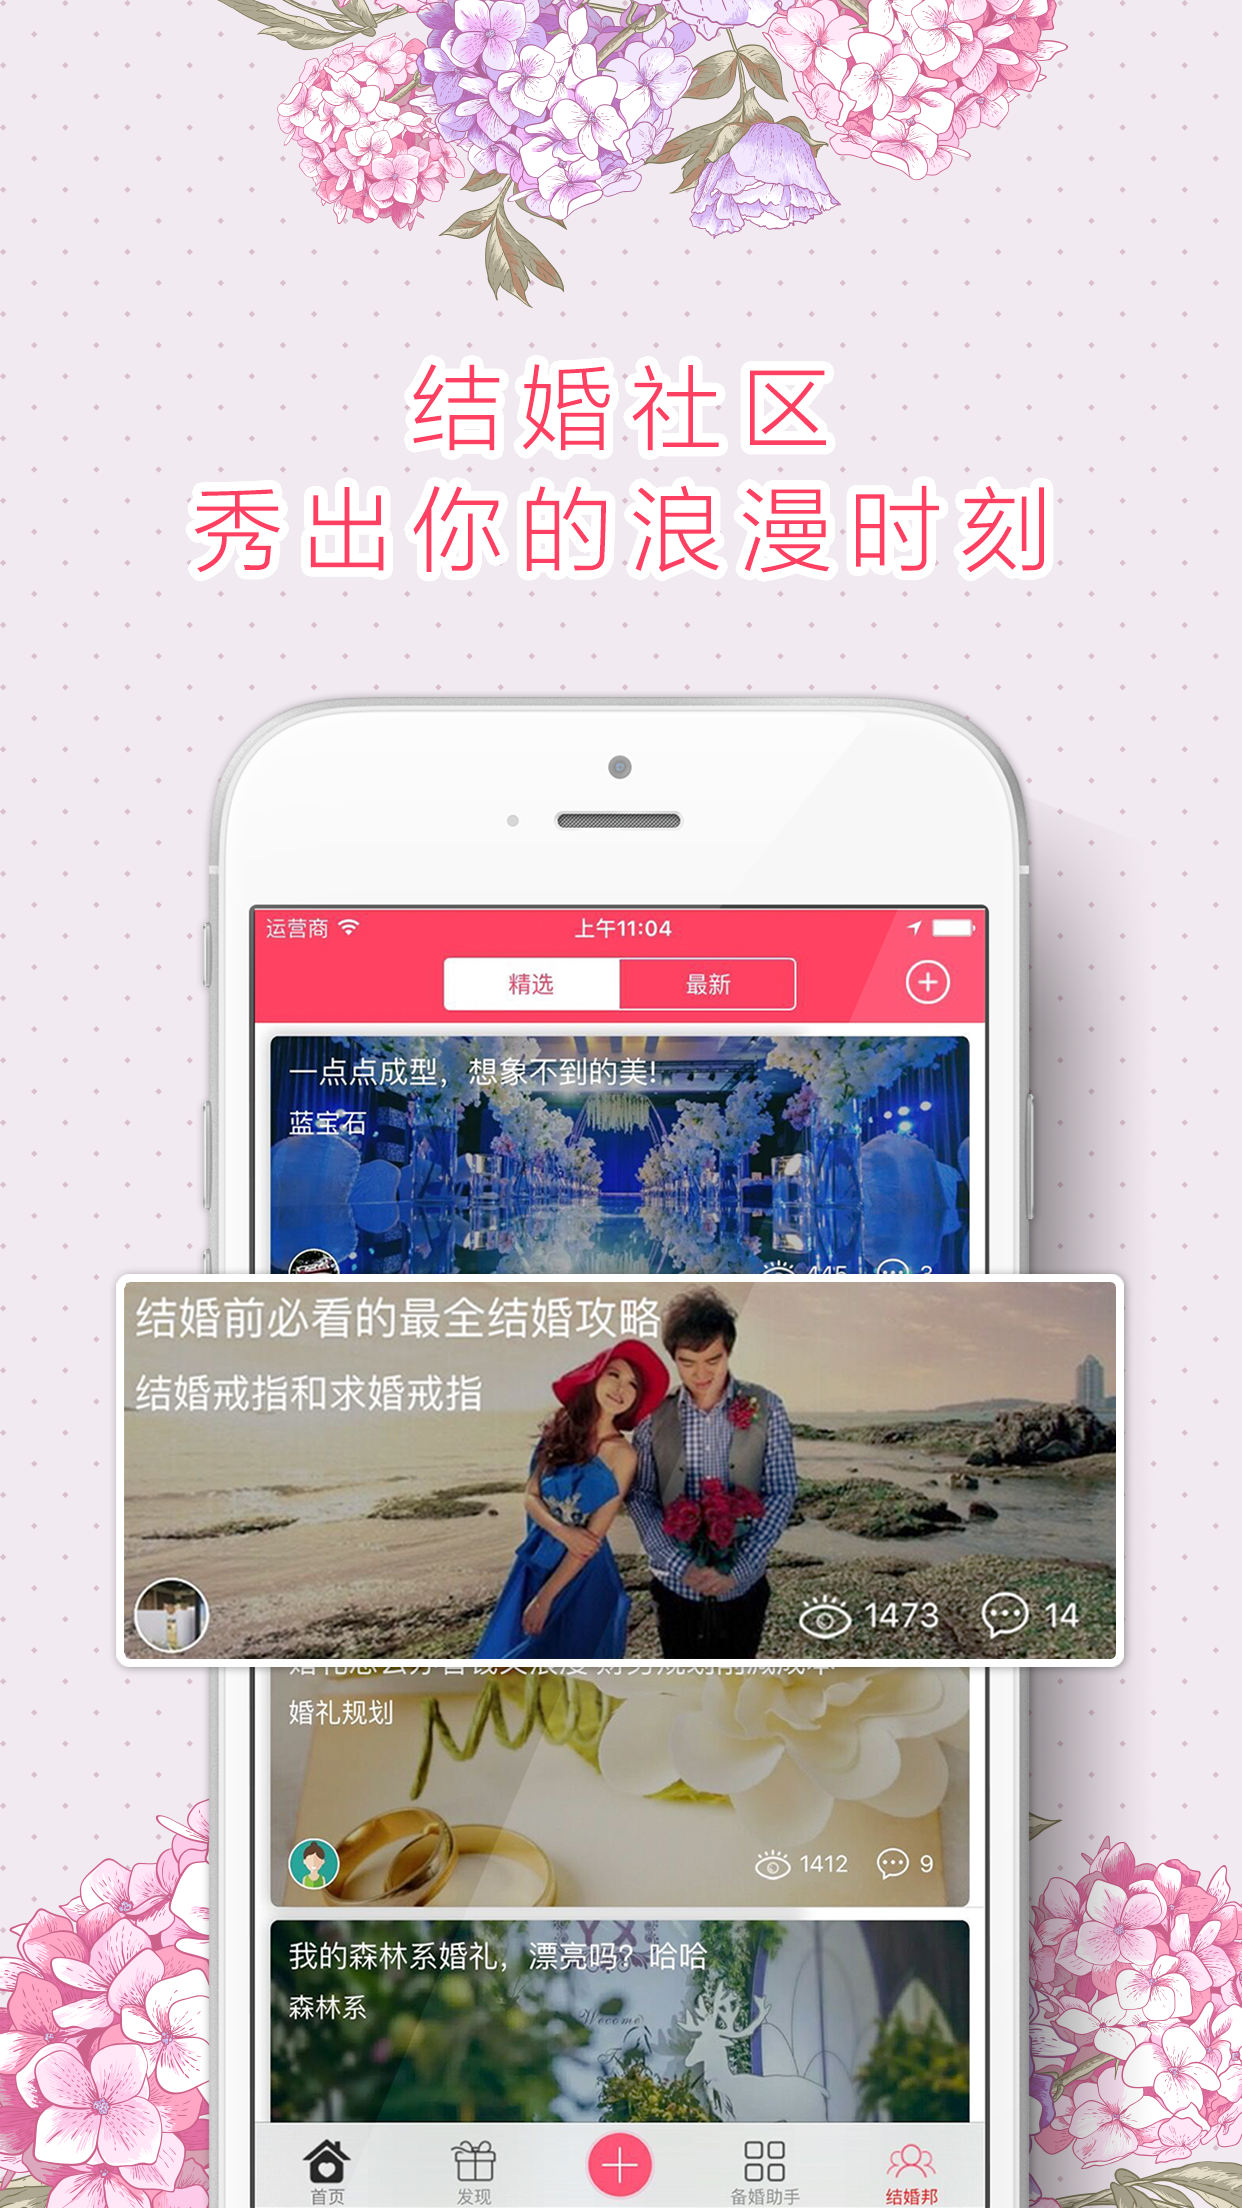 结婚社区
秀出你的浪漫时刻
运营商 上午11:04
精选 最新
一点点成型，想象不到的美!
蓝宝石
445 3
结婚前必看的最全结婚攻略
结婚戒指和求婚戒指
1473 14
婚礼规划
1412 9
我的森林系婚礼，漂亮吗？哈哈
森林系
首页 发现 备婚助手 结婚邦